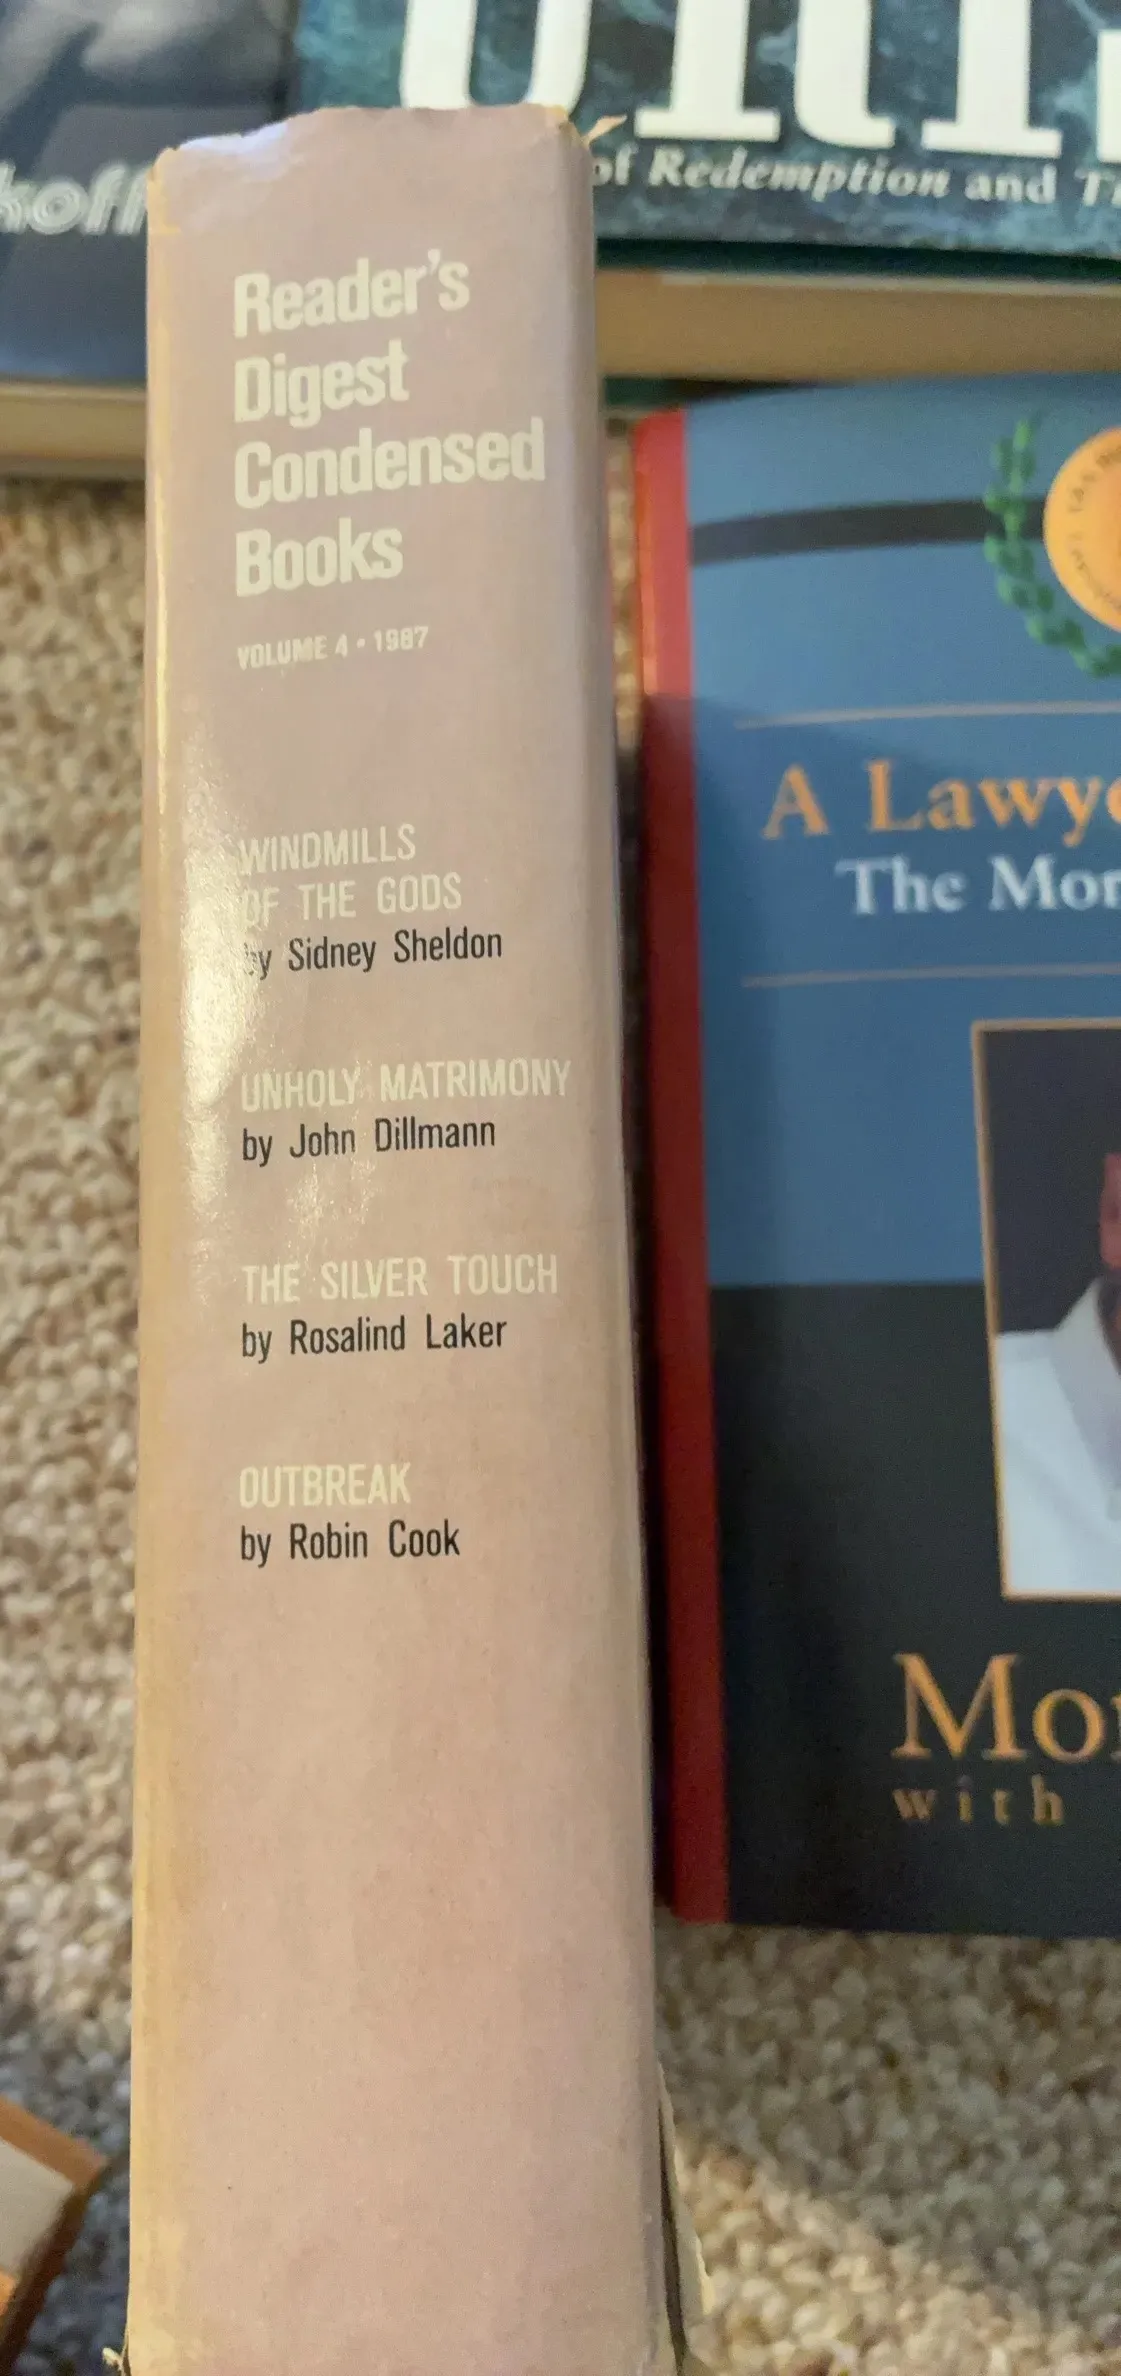 of Redemption and
Reader's
Digest
Condensed
Books
VOLUME 4 • 1987
WINDMILLS
OF THE GODS
by Sidney Sheldon
UNHOLY MATRIMONY
by John Dillmann
THE SILVER TOUCH
by Rosalind Laker
OUTBREAK
by Robin Cook
A
The
with